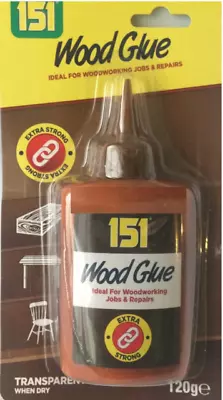 151
Wood Glue
IDEAL FOR WOODWORKING JOBS & REPAIRS
EXTRA STRONG
EXTRA STRONG
151
Wood Glue
Ideal For Woodworking
Jobs & Repairs
EXTRA
STRONG
TRANSPAREN
WHEN DRY
120g